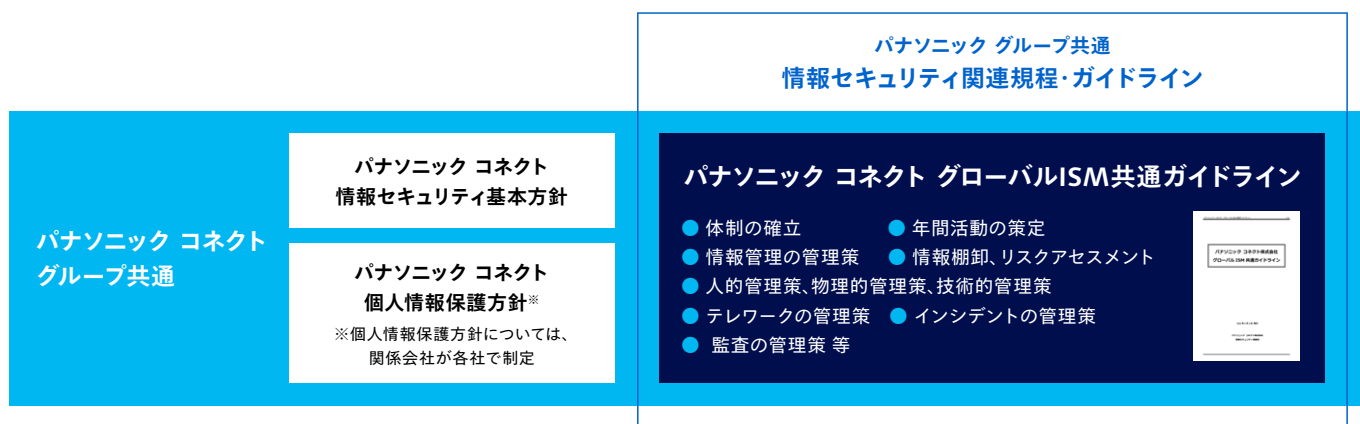 パナソニック グループ共通
情報セキュリティ関連規程・ガイドライン
パナソニック コネクト
グループ共通
パナソニック コネクト
情報セキュリティ基本方針
パナソニック コネクト
個人情報保護方針※
※個人情報保護方針については、
関係会社が各社で制定
パナソニック コネクト グローバルISM共通ガイドライン
● 体制の確立 ● 年間活動の策定
● 情報管理の管理策 ● 情報棚卸、リスクアセスメント
● 人的管理策、物理的管理策、技術的管理策
● テレワークの管理策 ● インシデントの管理策
● 監査の管理策 等
パナソニック コネクト株式会社
グローバル ISM 共通ガイドライン